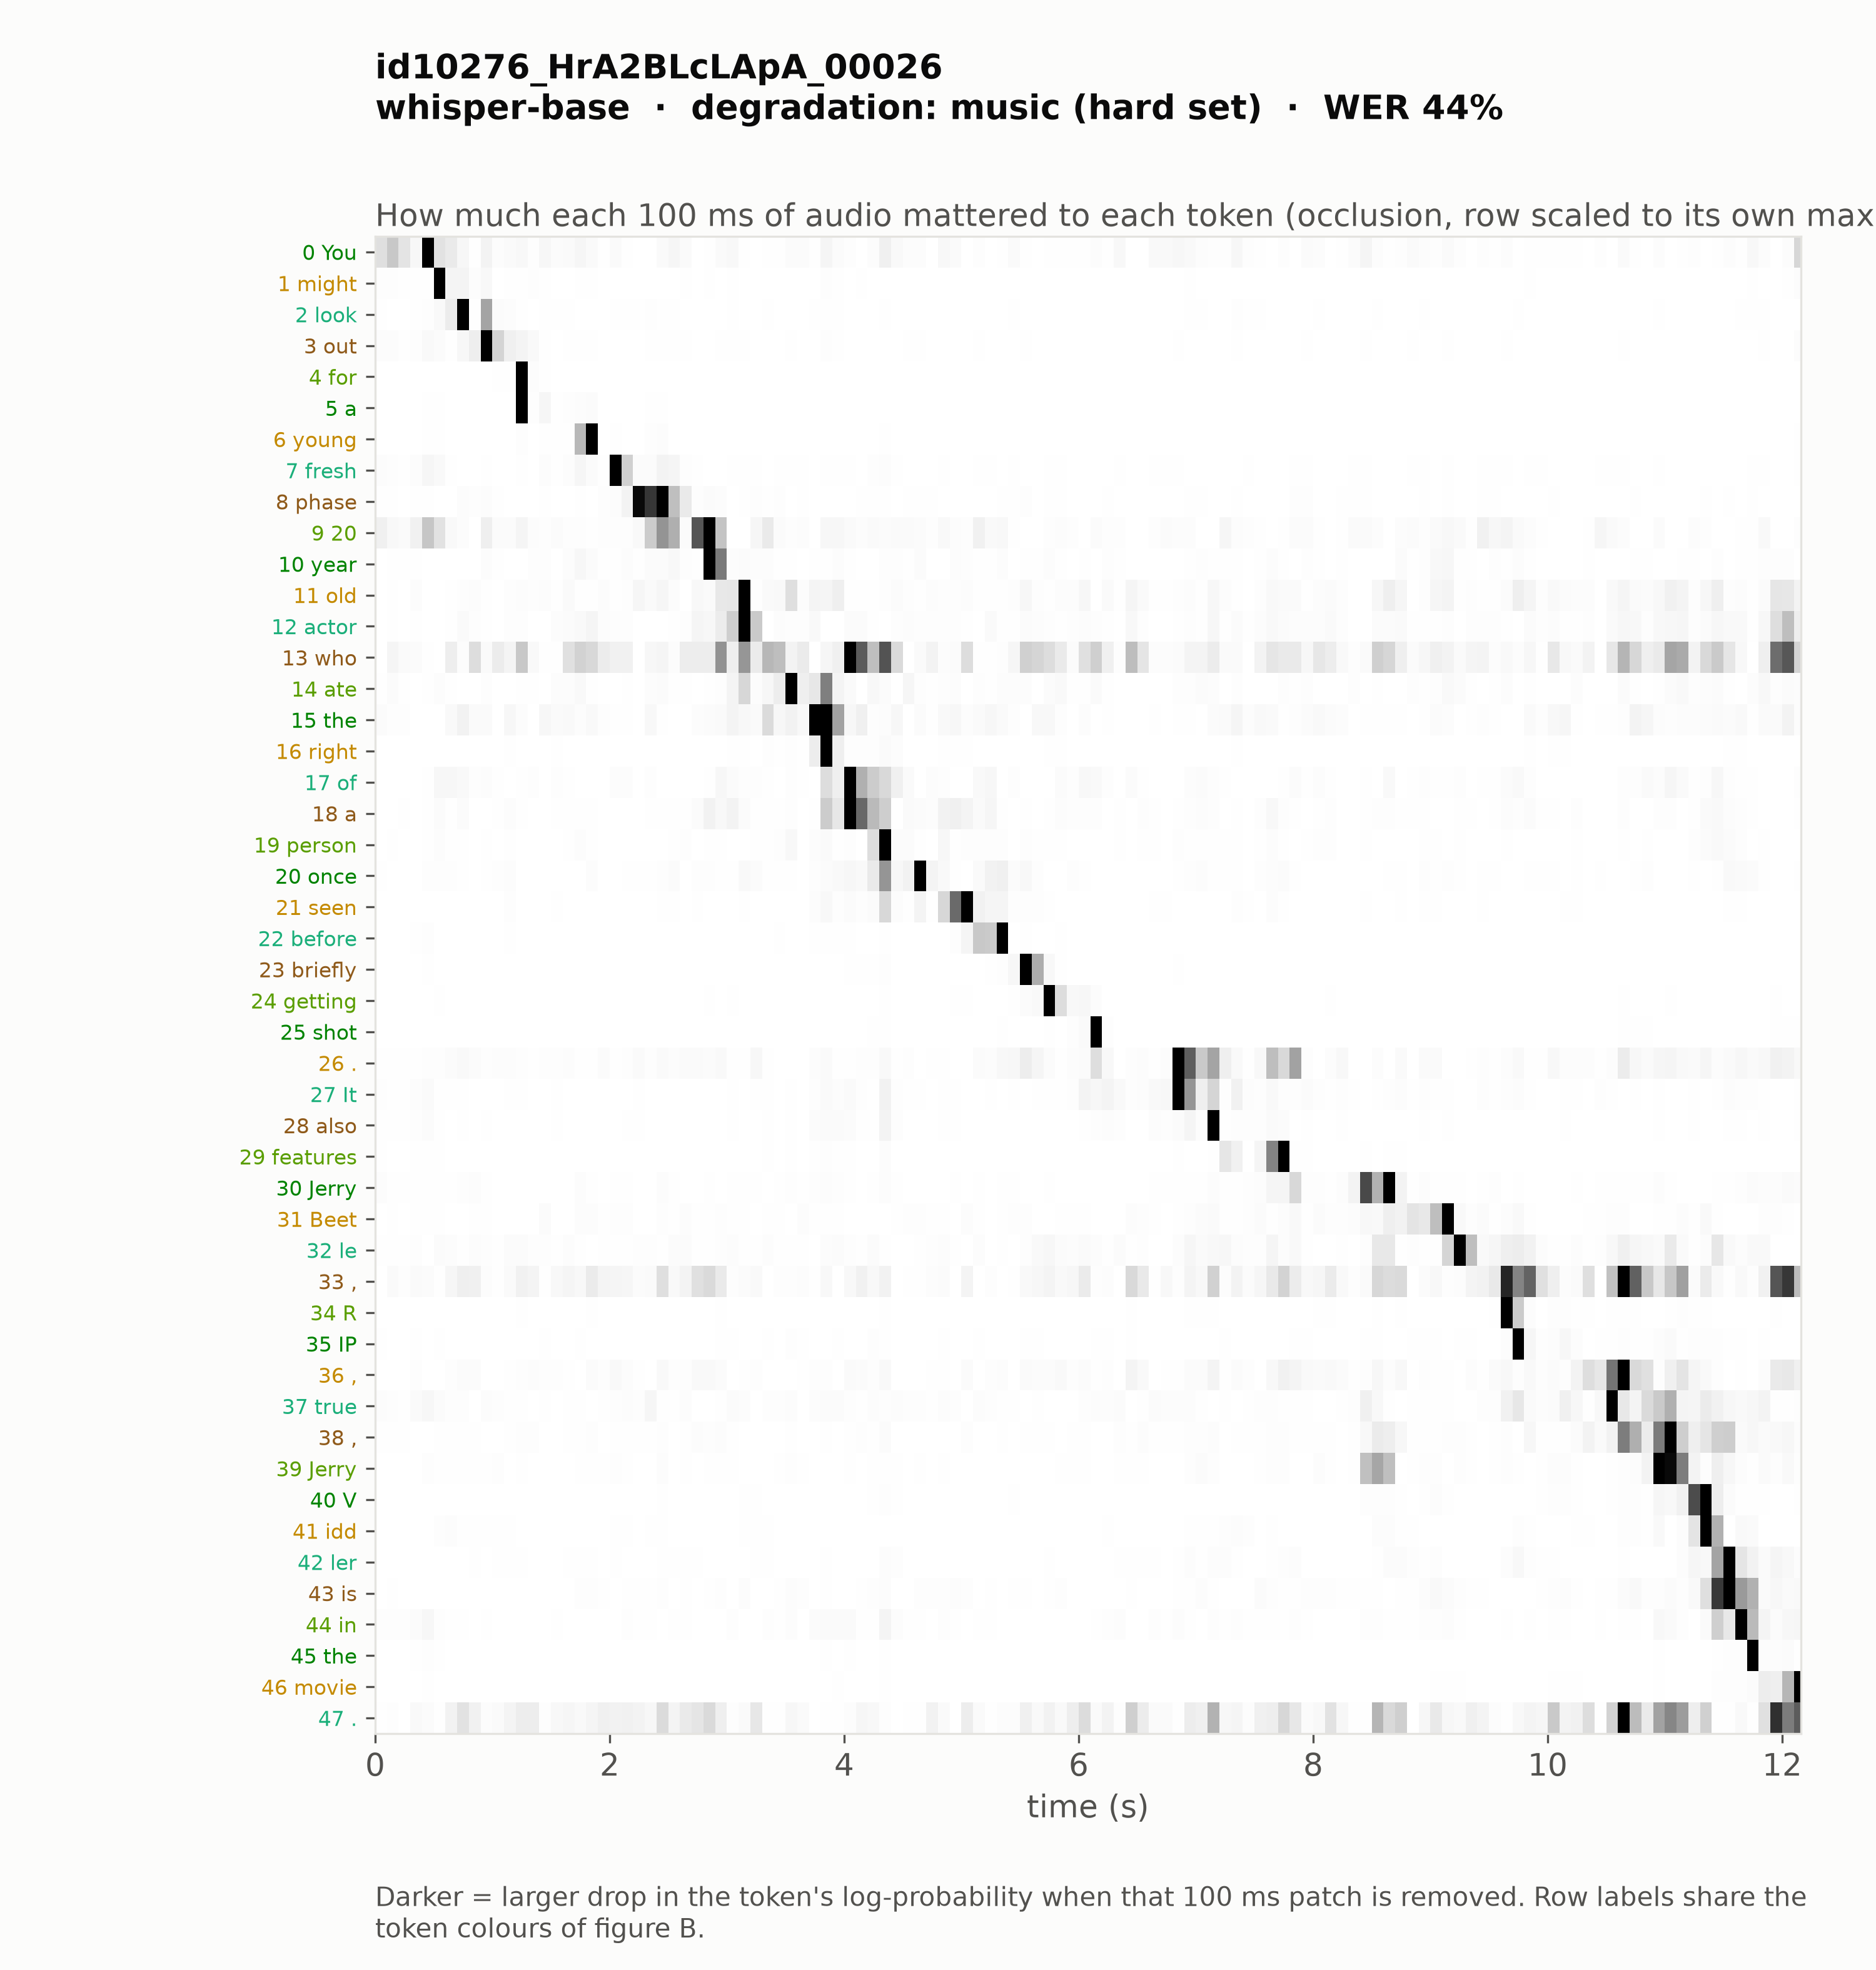 id10276_HrA2BLcLApA_00026
whisper-base · degradation: music (hard set) · WER 44%
How much each 100 ms of audio mattered to each token (occlusion, row scaled to its own max
0 You
1 might
2 look
3 out
4 for
5 a
6 young
7 fresh
8 phase
9 20
10 year
11 old
12 actor
13 who
14 ate
15 the
16 right
17 of
18 a
19 person
20 once
21 seen
22 before
23 briefly
24 getting
25 shot
26 .
27 It
28 also
29 features
30 Jerry
31 Beet
32 le
33 ,
34 R
35 IP
36 ,
37 true
38 ,
39 Jerry
40 V
41 idd
42 ler
43 is
44 in
45 the
46 movie
47 .
0 2 4 6 8 10 12
time (s)
Darker = larger drop in the token's log-probability when that 100 ms patch is removed. Row labels share the
token colours of figure B.